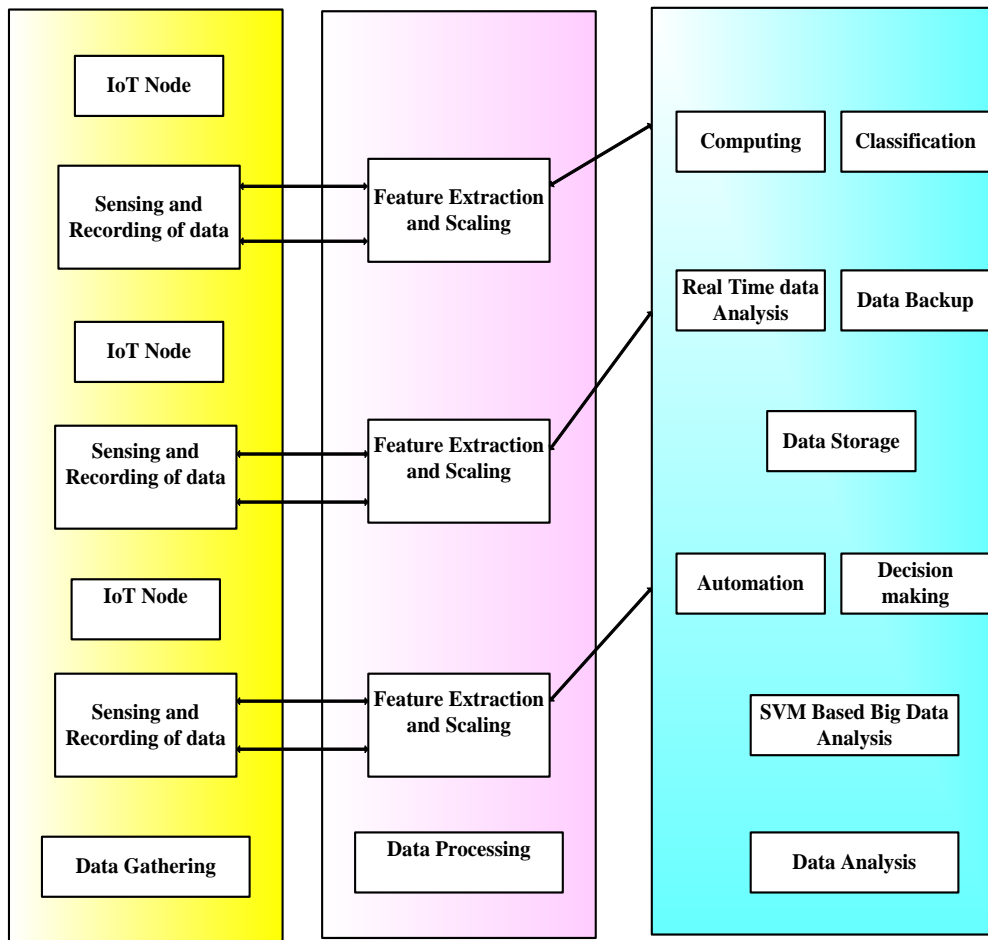 IoT Node
Sensing and
Recording of data
IoT Node
Sensing and
Recording of data
IoT Node
Sensing and
Recording of data
Data Gathering
Feature Extraction
and Scaling
Feature Extraction
and Scaling
Feature Extraction
and Scaling
Data Processing
Computing
Classification
Real Time data
Analysis
Data Backup
Data Storage
Automation
Decision
making
SVM Based Big Data
Analysis
Data Analysis